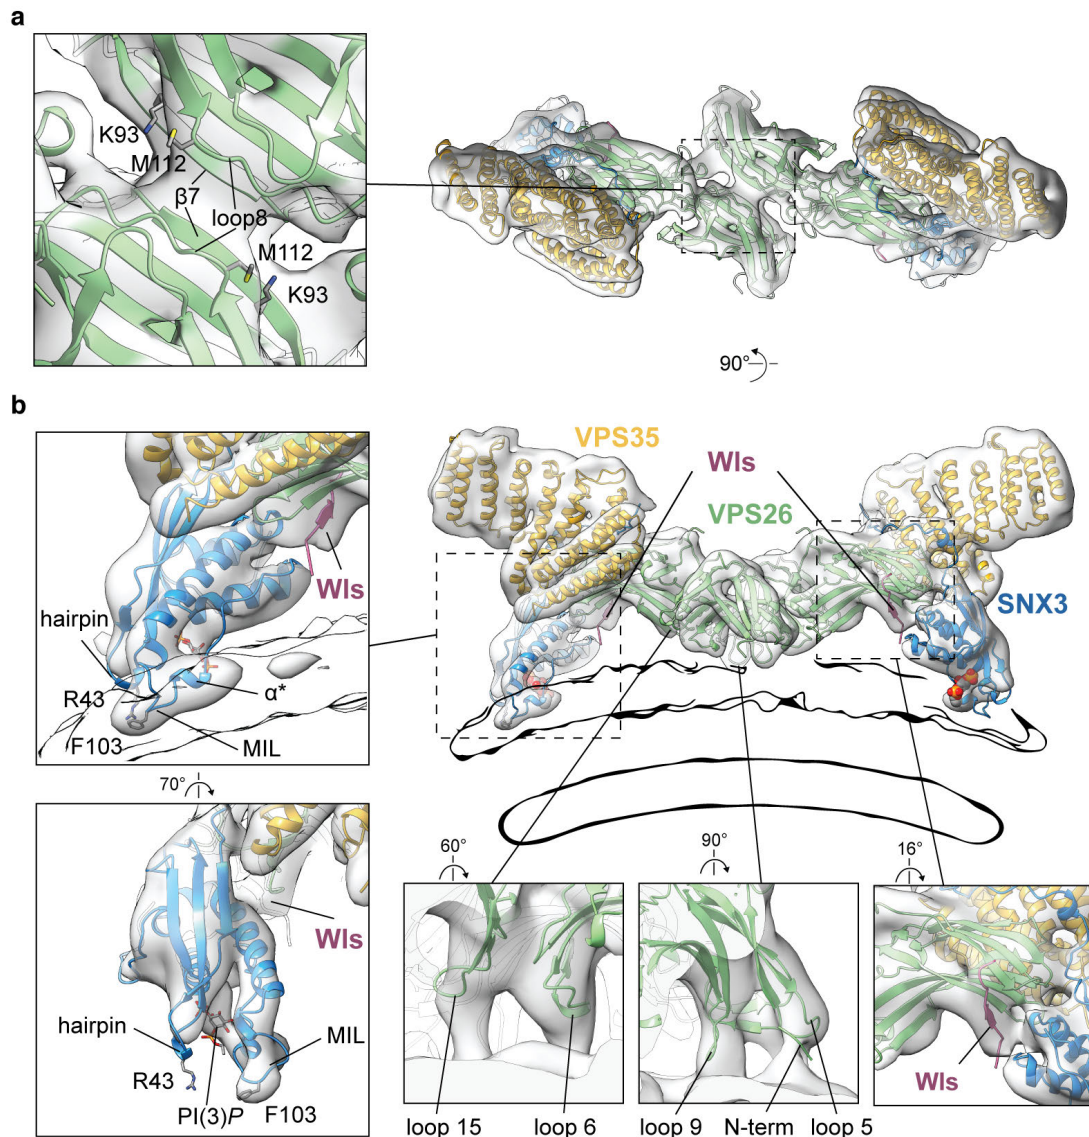 a
K93
M112
β7
loop8
M112
K93
90°
b
VPS35
Wls
VPS26
SNX3
Wls
hairpin
R43
α*
F103
MIL
70°
Wls
hairpin
MIL
R43
PI(3)P
F103
60°
90°
16°
Wls
loop 15
loop 6
loop 9
N-term
loop 5